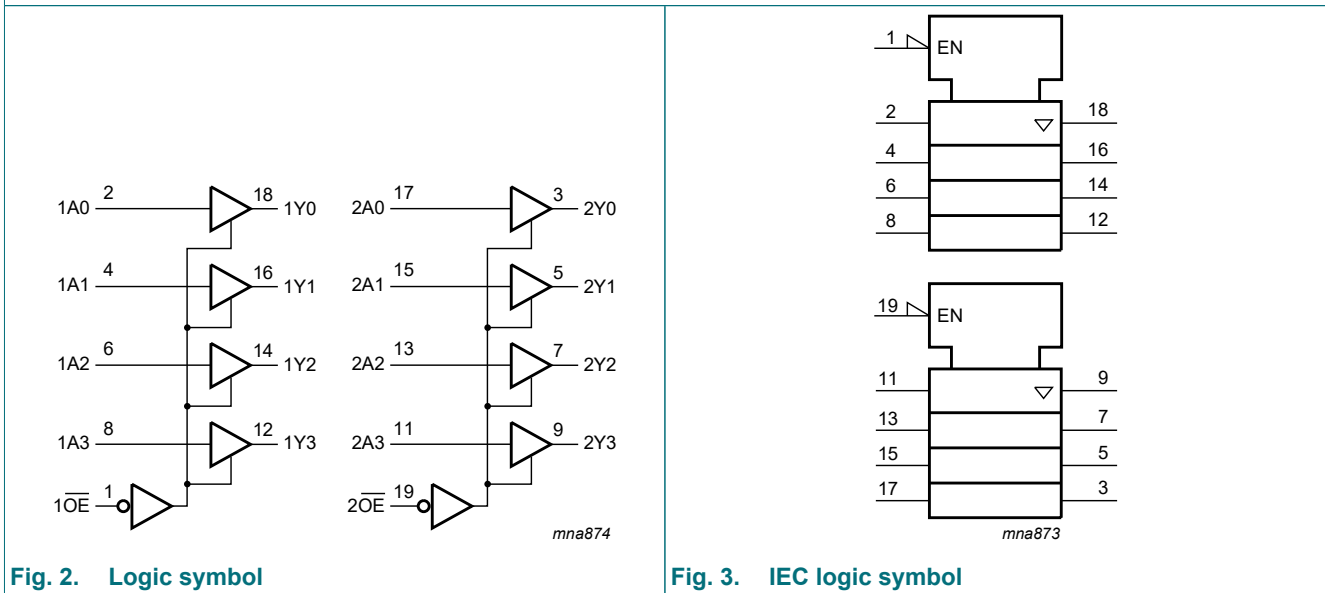 1A0 2 18 1Y0
1A1 4 16 1Y1
1A2 6 14 1Y2
1A3 8 12 1Y3
1O̅E̅ 1
2A0 17 3 2Y0
2A1 15 5 2Y1
2A2 13 7 2Y2
2A3 11 9 2Y3
2O̅E̅ 19
mna874
Fig. 2. Logic symbol
1 EN
2 18
4 16
6 14
8 12
19 EN
11 9
13 7
15 5
17 3
mna873
Fig. 3. IEC logic symbol